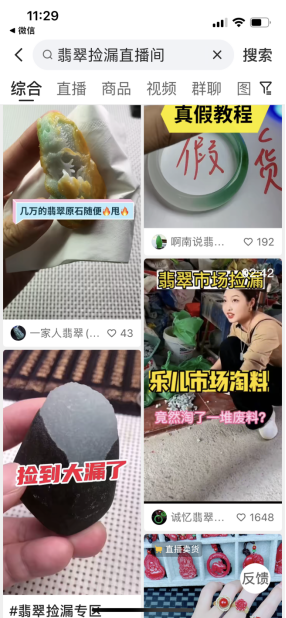 11:29
微信
翡翠捡漏直播间
搜索
综合
直播
商品
视频
群聊
图
几万的翡翠原石随便🔥甩🔥
一家人翡翠 (...
43
真假教程
假
货
啊南说翡...
192
捡到大漏了
#翡翠捡漏专区
02:42
翡翠市场捡漏
乐儿市场淘料
竟然淘了一堆废料?
诚忆翡翠...
1648
直播卖货
反馈